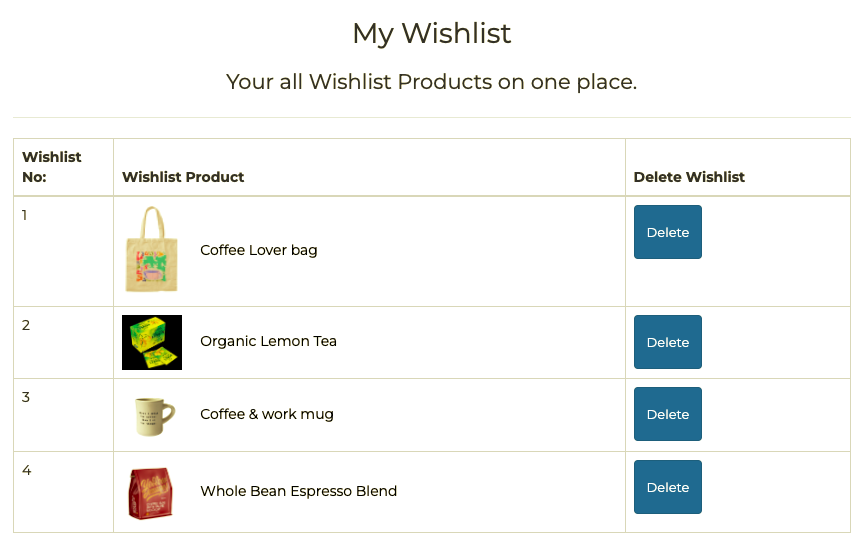 My Wishlist
Your all Wishlist Products on one place.
Wishlist No:
Wishlist Product
Delete Wishlist
1
Coffee Lover bag
Delete
2
Organic Lemon Tea
Delete
3
Coffee & work mug
Delete
4
Whole Bean Espresso Blend
Delete